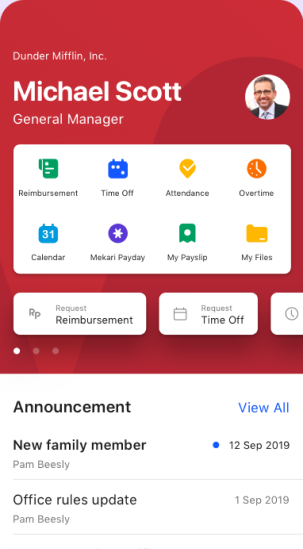 Dunder Mifflin, Inc.
Michael Scott
General Manager
Reimbursement Time Off Attendance Overtime
31
Calendar Mekari Payday My Payslip My Files
Rp Request Reimbursement
Request Time Off
Announcement View All
New family member 12 Sep 2019
Pam Beesly
Office rules update 1 Sep 2019
Pam Beesly